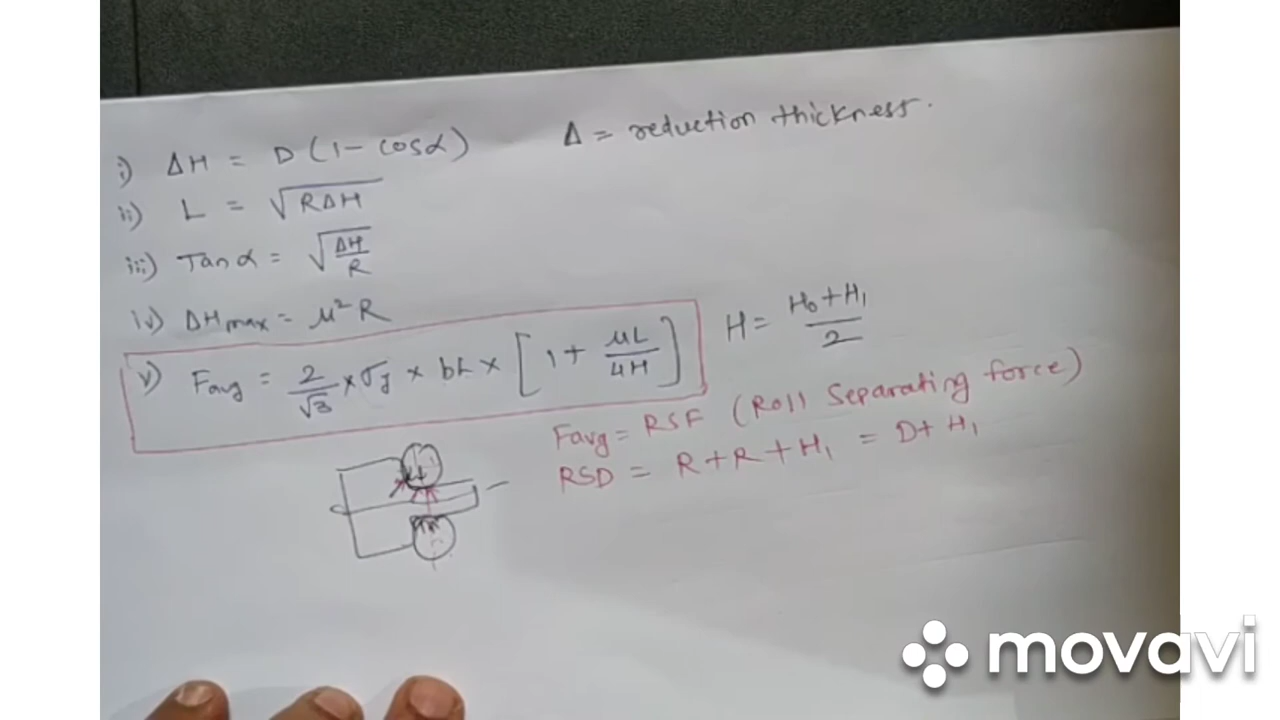 i) ΔH = D(1 - cosα)    Δ = reduction thickness.
ii) L = √(RΔH)
iii) Tanα = √(ΔH/R)
iv) ΔHmax = μ²R
v) Favg = 2/√3 × σy × bL × [1 + μL/4H]    H = (H₀+H₁)/2
Favg = RSF (Roll Separating force)
RSD = R+R+H₁ = D+H₁
movavi